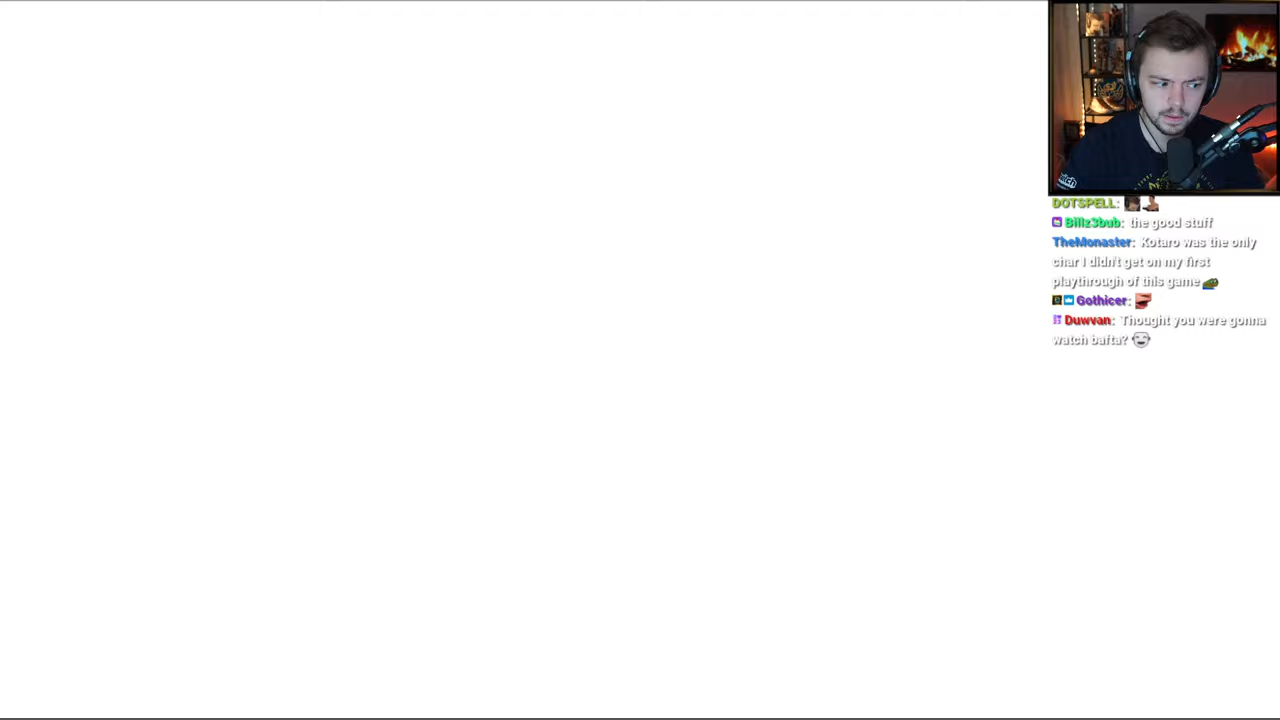 DOTSPELL:
Billz3bub: the good stuff
TheMonaster: Kotaro was the only
char I didn't get on my first
playthrough of this game
Gothicer:
Duwvan: Thought you were gonna
watch bafta?